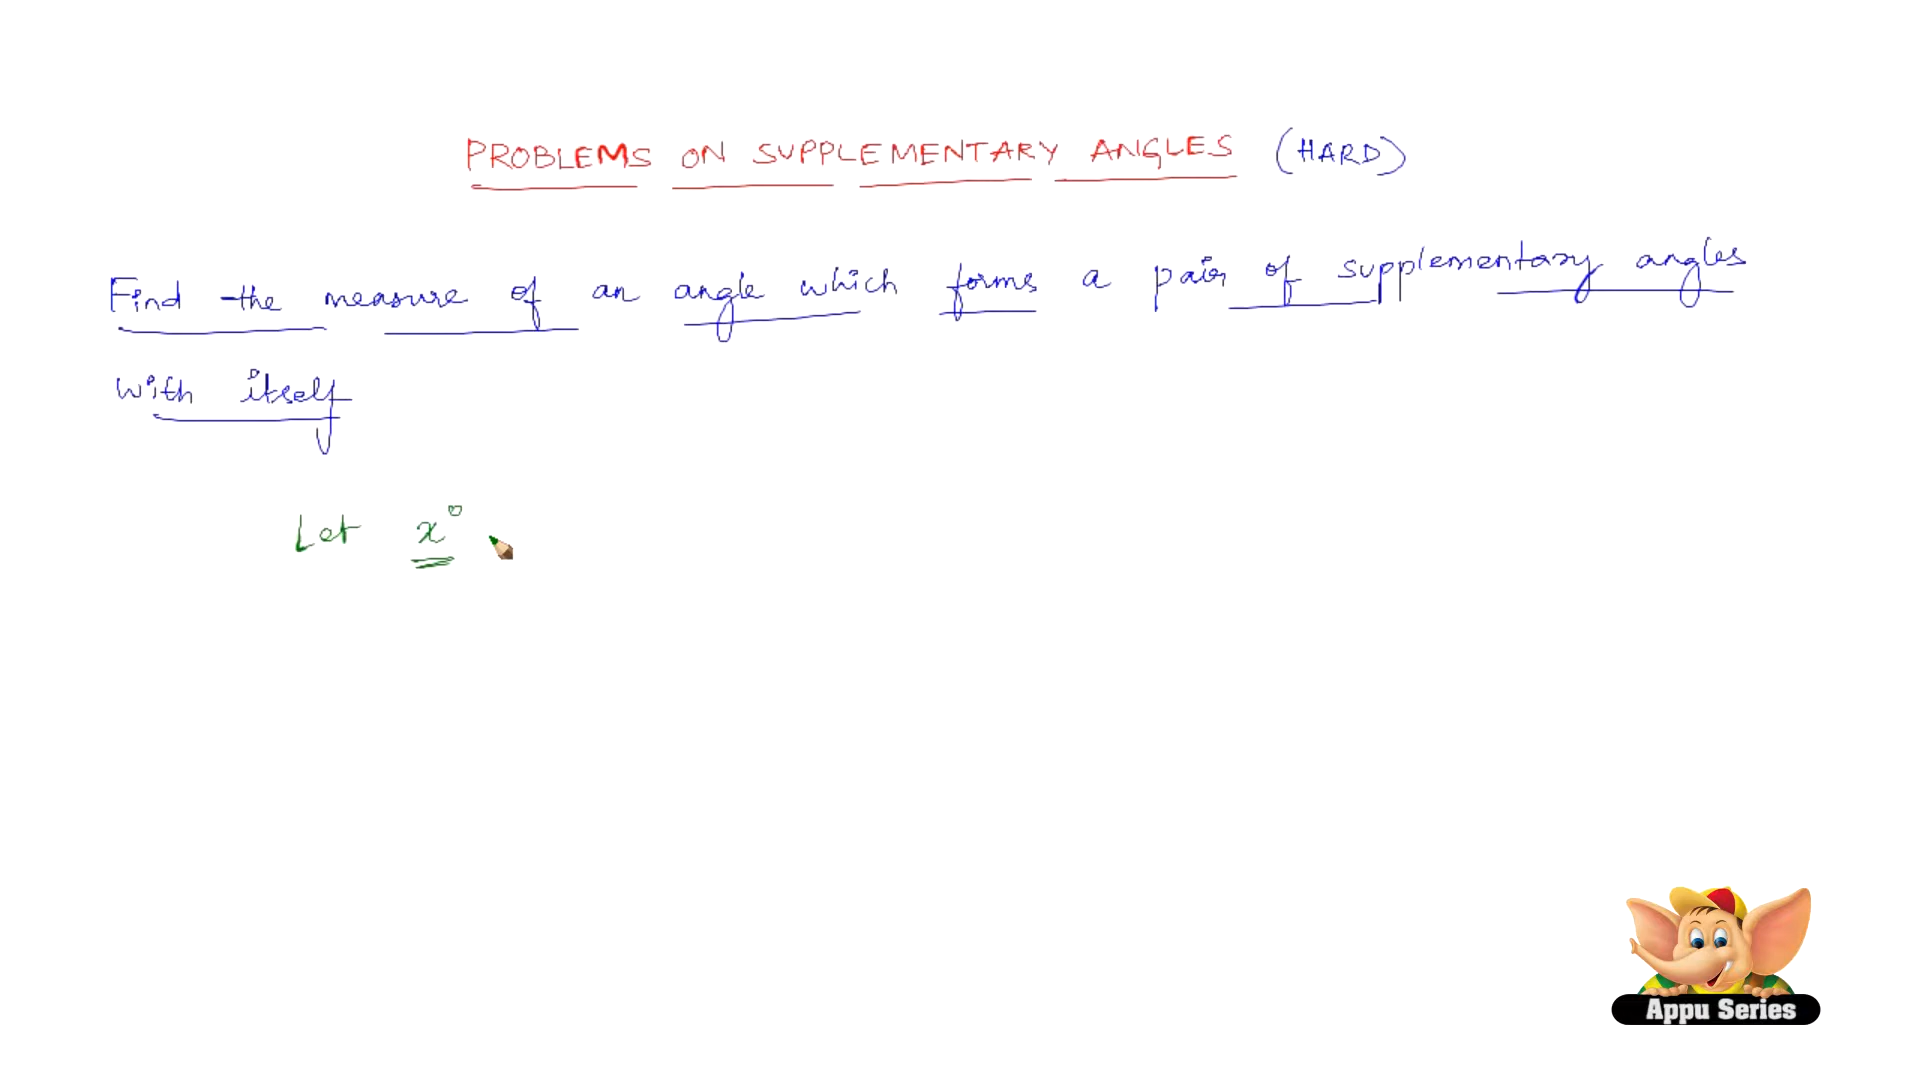 PROBLEMS ON SUPPLEMENTARY ANGLES (HARD)
Find the measure of an angle which forms a pair of supplementary angles
with itself
Let x°
Appu Series